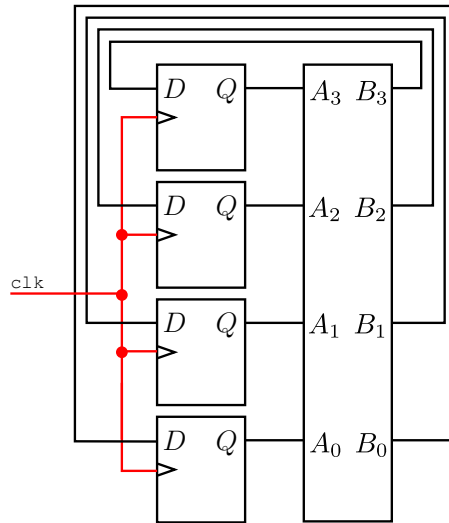 D Q A₃ B₃
D Q A₂ B₂
clk
D Q A₁ B₁
D Q A₀ B₀